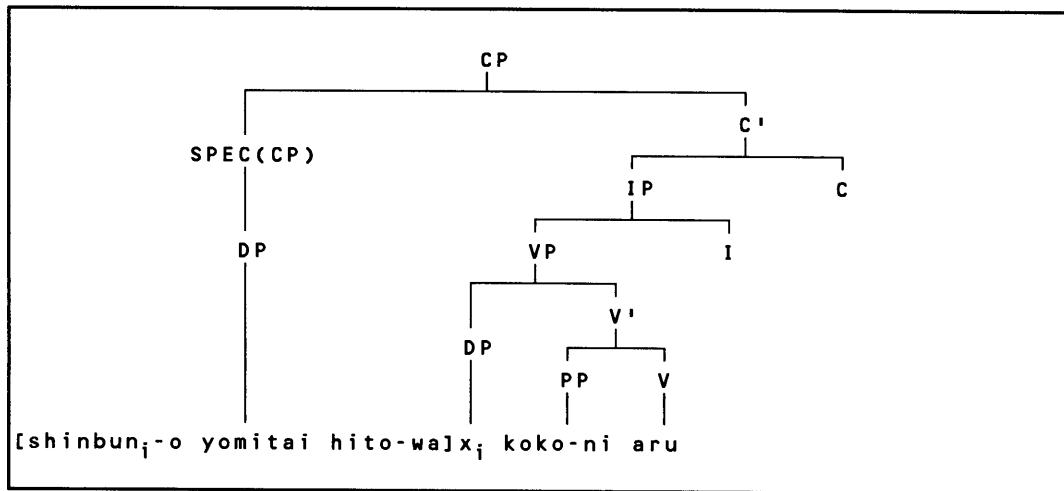 CP
C'
SPEC(CP)
IP C
DP VP I
V'
DP
PP V
[shinbunᵢ-o yomitai hito-wa]xᵢ koko-ni aru